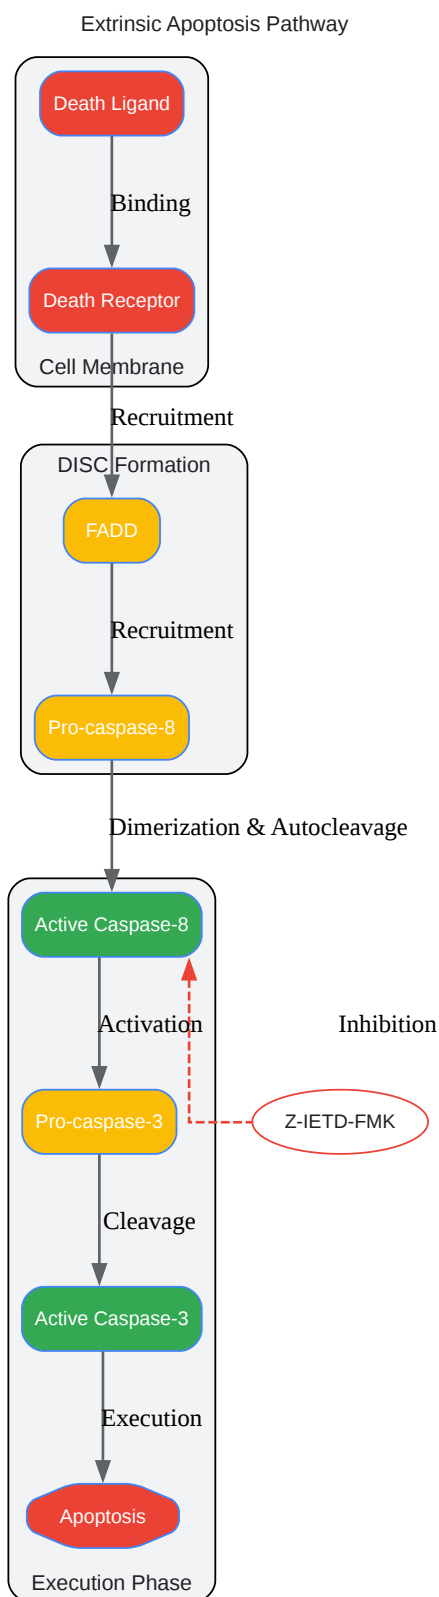 Extrinsic Apoptosis Pathway
Death Ligand
Binding
Death Receptor
Cell Membrane
Recruitment
DISC Formation
FADD
Recruitment
Pro-caspase-8
Dimerization & Autocleavage
Active Caspase-8
Activation
Inhibition
Pro-caspase-3
Z-IETD-FMK
Cleavage
Active Caspase-3
Execution
Apoptosis
Execution Phase